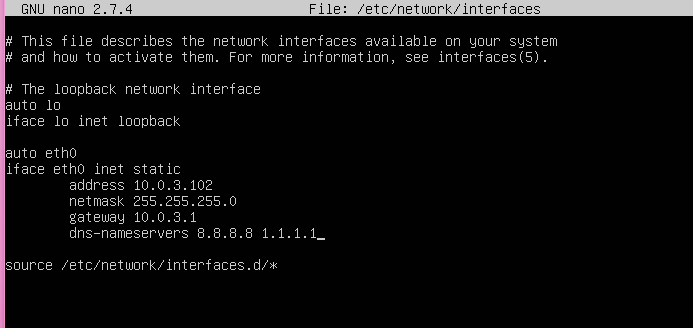 GNU nano 2.7.4 File: /etc/network/interfaces
# This file describes the network interfaces available on your system
# and how to activate them. For more information, see interfaces(5).
# The loopback network interface
auto lo
iface lo inet loopback
auto eth0
iface eth0 inet static
address 10.0.3.102
netmask 255.255.255.0
gateway 10.0.3.1
dns-nameservers 8.8.8.8 1.1.1.1_
source /etc/network/interfaces.d/*